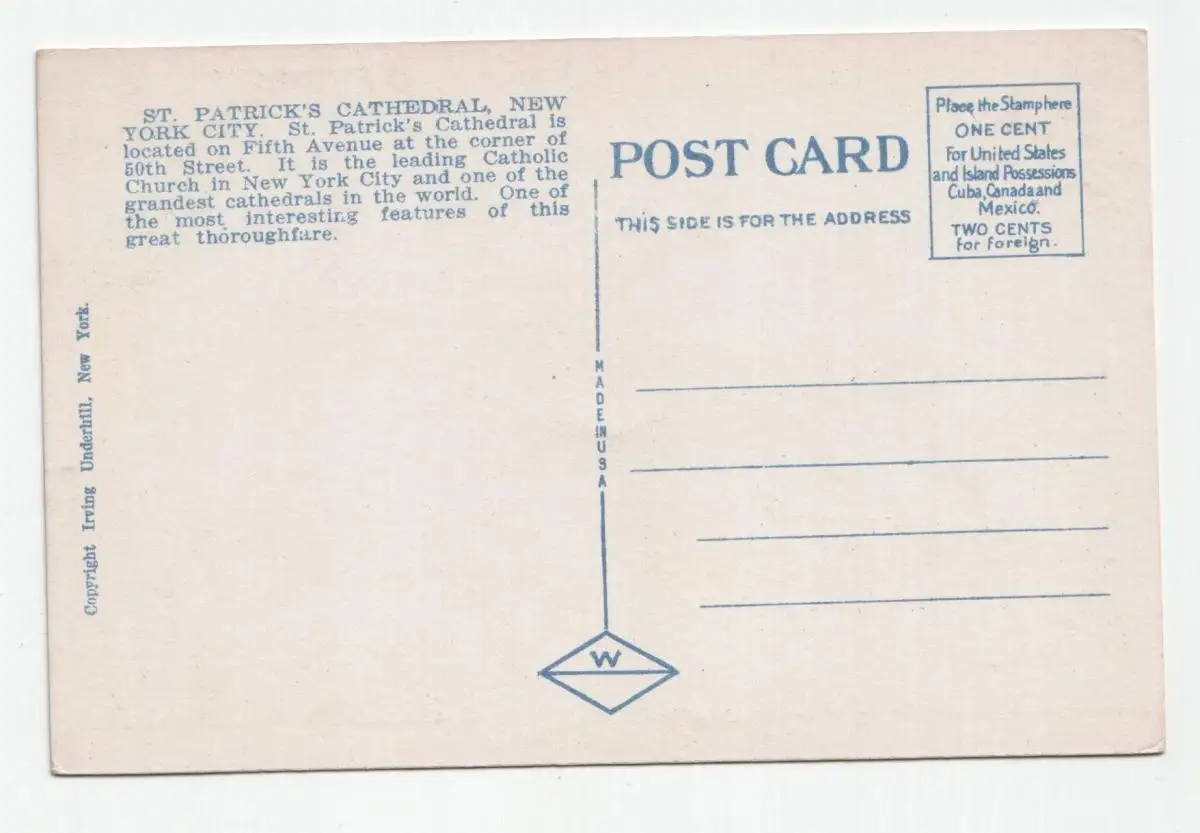 ST. PATRICK'S CATHEDRAL, NEW
YORK CITY. St. Patrick's Cathedral is
located on Fifth Avenue at the corner of
50th Street. It is the leading Catholic
Church in New York City and one of the
grandest cathedrals in the world. One of
the most interesting features of this
great thoroughfare.
Copyright Irving Underhill, New York.
POST CARD
THIS SIDE IS FOR THE ADDRESS
Place the Stamp here
ONE CENT
For United States
and Island Possessions
Cuba, Canada and
Mexico.
TWO CENTS
for foreign.
MADE IN USA
W